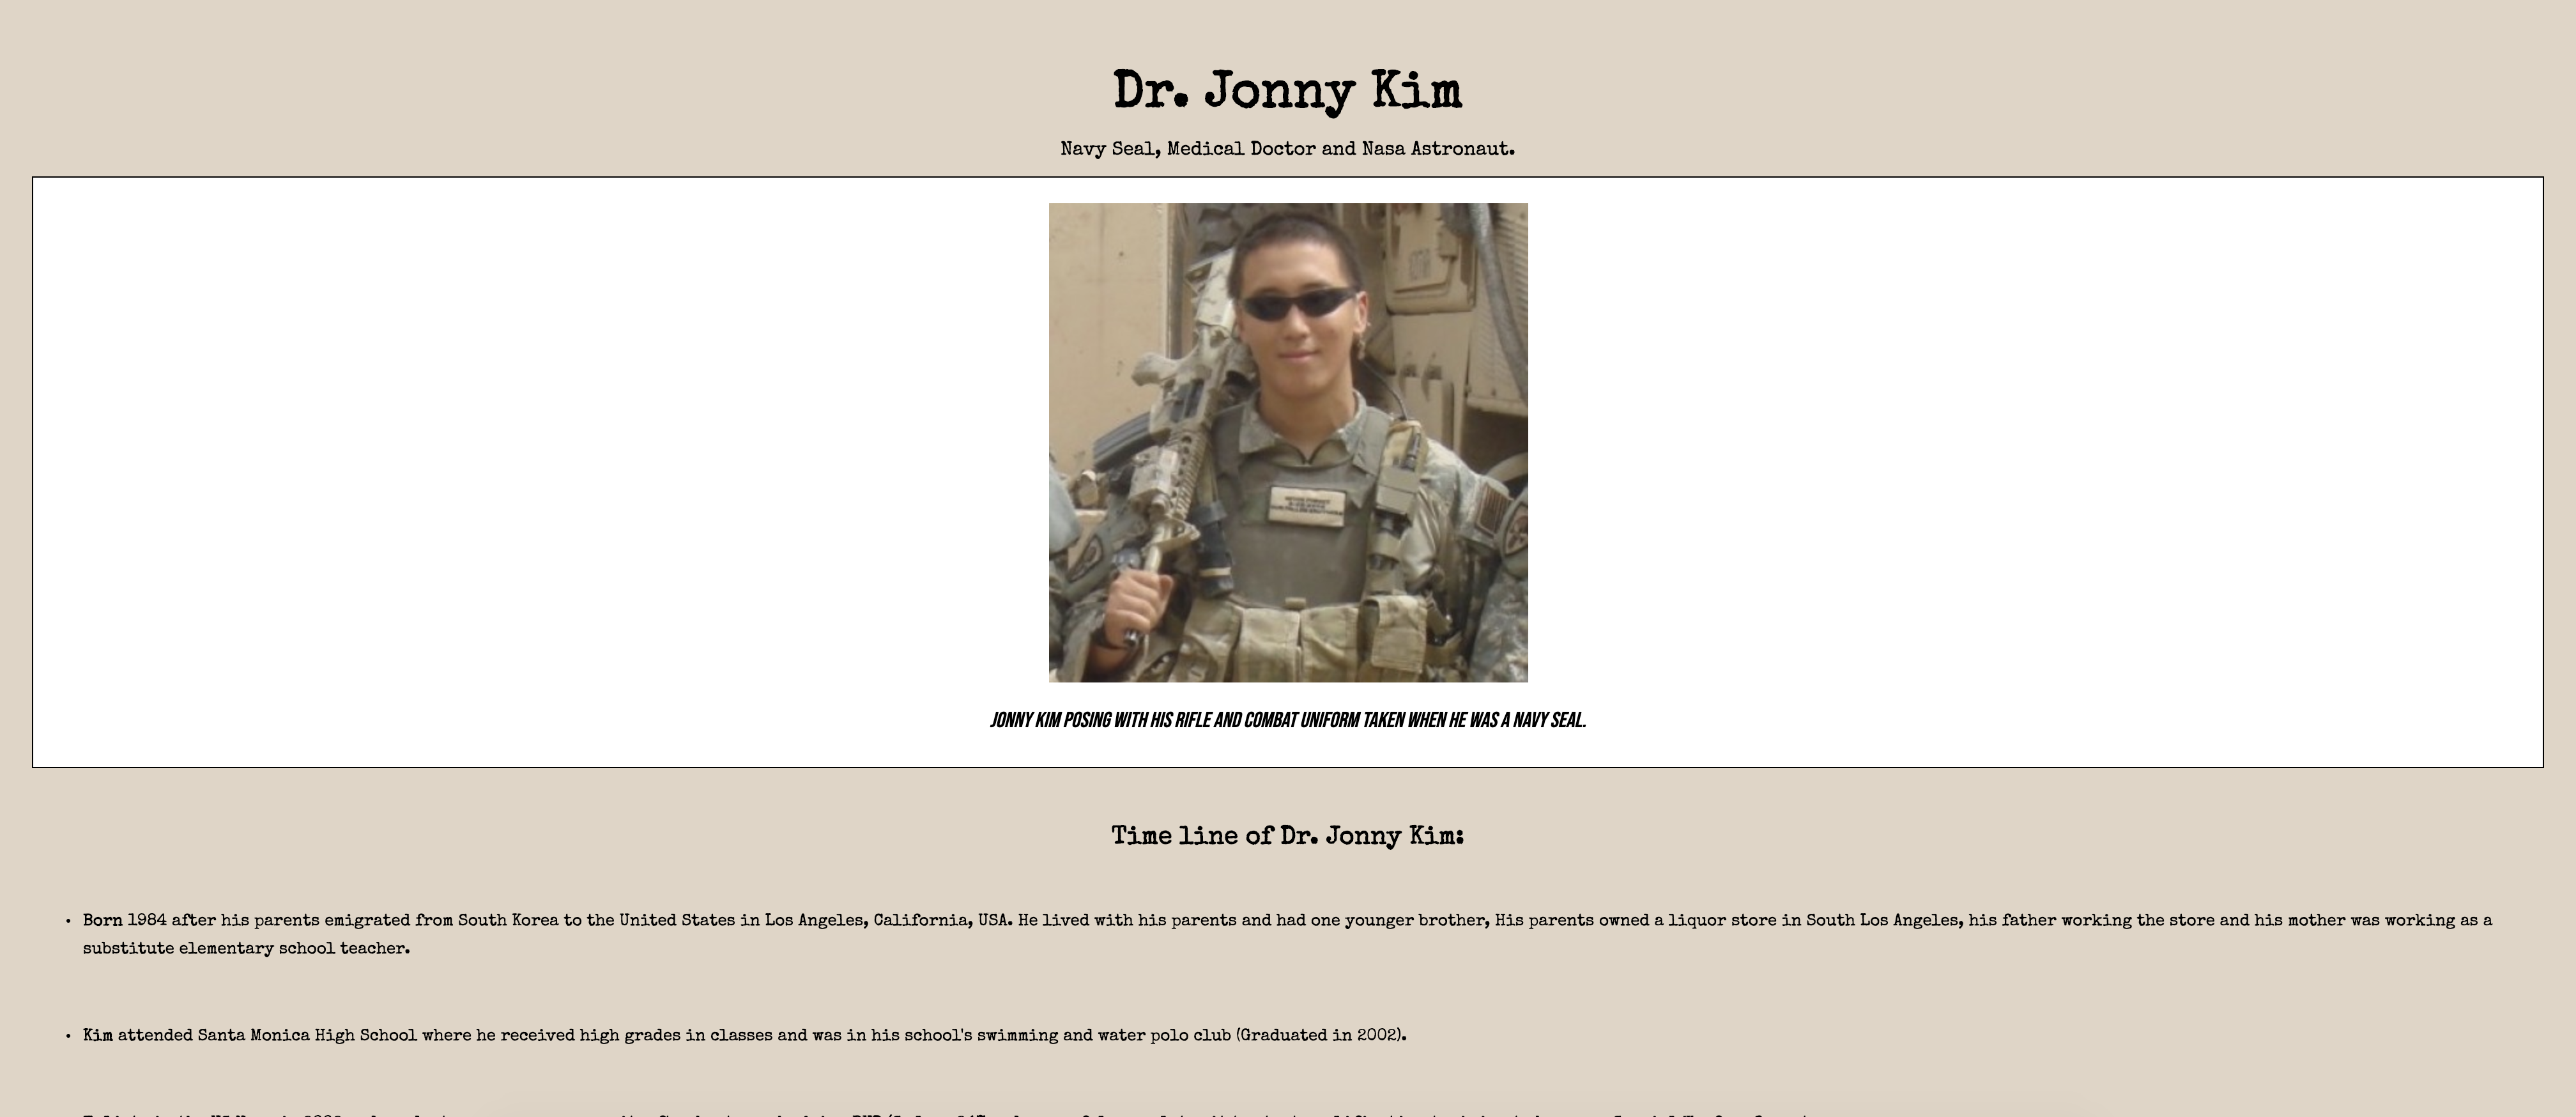 Dr. Jonny Kim
Navy Seal, Medical Doctor and Nasa Astronaut.
JONNY KIM POSING WITH HIS RIFLE AND COMBAT UNIFORM TAKEN WHEN HE WAS A NAVY SEAL.
Time line of Dr. Jonny Kim:
• Born 1984 after his parents emigrated from South Korea to the United States in Los Angeles, California, USA. He lived with his parents and had one younger brother, His parents owned a liquor store in South Los Angeles, his father working the store and his mother was working as a
substitute elementary school teacher.
• Kim attended Santa Monica High School where he received high grades in classes and was in his school's swimming and water polo club (Graduated in 2002).